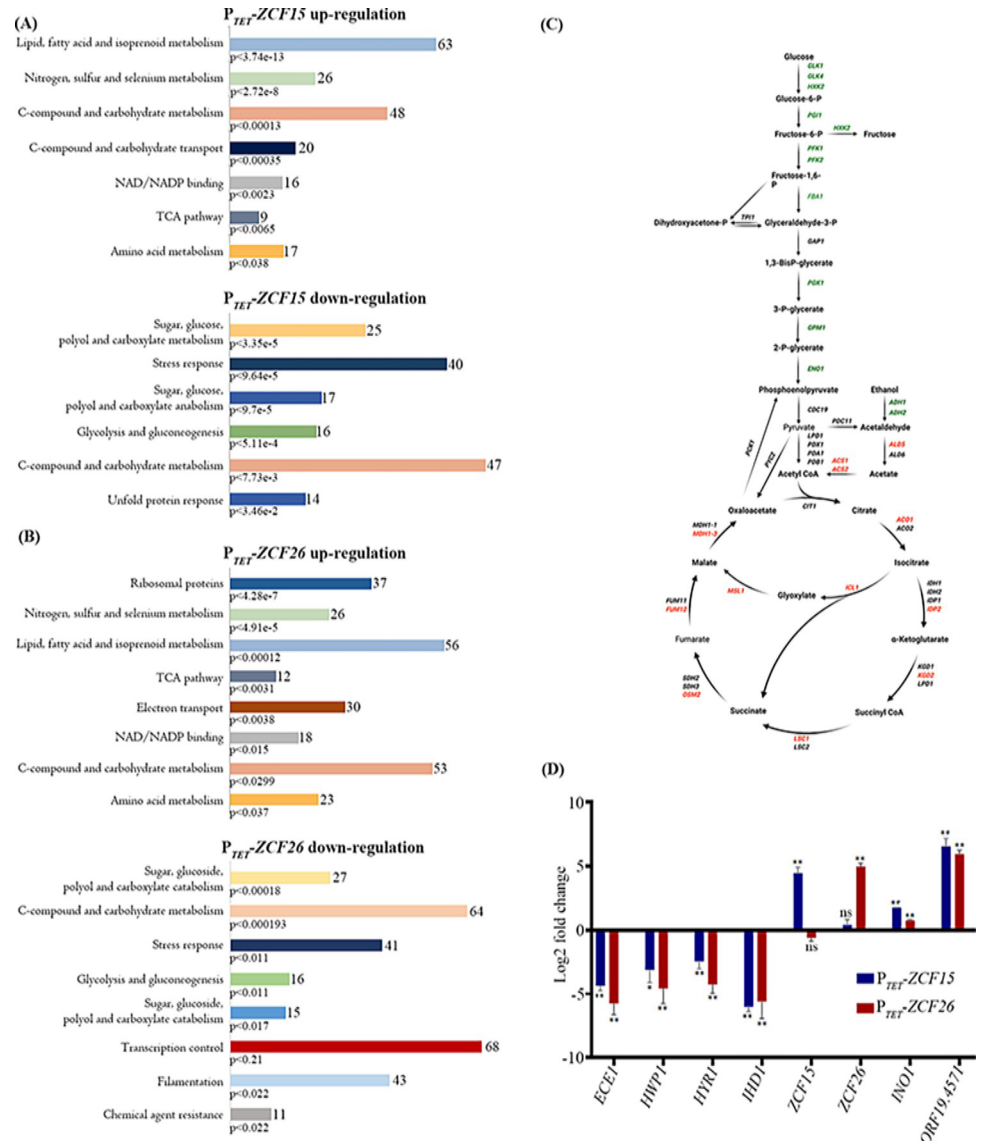 (A)
P_TET-ZCF15 up-regulation
Lipid, fatty acid and isoprenoid metabolism 63
p<3.74e-13
Nitrogen, sulfur and selenium metabolism 26
p<2.72e-8
C-compound and carbohydrate metabolism 48
p<0.00013
C-compound and carbohydrate transport 20
p<0.00035
NAD/NADP binding 16
p<0.0023
TCA pathway 9
p<0.0065
Amino acid metabolism 17
p<0.038
P_TET-ZCF15 down-regulation
Sugar, glucose,
polyol and carboxylate metabolism 25
p<3.35e-5
Stress response 40
p<9.64e-5
Sugar, glucose,
polyol and carboxylate anabolism 17
p<9.7e-5
Glycolysis and gluconeogenesis 16
p<5.11e-4
C-compound and carbohydrate metabolism 47
p<7.73e-3
Unfold protein response 14
p<3.46e-2
(B)
P_TET-ZCF26 up-regulation
Ribosomal proteins 37
p<4.28e-7
Nitrogen, sulfur and selenium metabolism 26
p<4.91e-5
Lipid, fatty acid and isoprenoid metabolism 56
p<0.00012
TCA pathway 12
p<0.0031
Electron transport 30
p<0.0038
NAD/NADP binding 18
p<0.015
C-compound and carbohydrate metabolism 53
p<0.0299
Amino acid metabolism 23
p<0.037
P_TET-ZCF26 down-regulation
Sugar, glucoside,
polyol and carboxylate catabolism 27
p<0.00018
C-compound and carbohydrate metabolism 64
p<0.000193
Stress response 41
p<0.011
Glycolysis and gluconeogenesis 16
p<0.011
Sugar, glucoside,
polyol and carboxylate catabolism 15
p<0.017
Transcription control 68
p<0.21
Filamentation 43
p<0.022
Chemical agent resistance 11
p<0.022
(C)
Glucose
GLK1
GLK4
HXK2
Glucose-6-P
PGI1
Fructose-6-P HXK2 Fructose
PFK1
PFK2
Fructose-1,6-
P
FBA1
Dihydroxyacetone-P TPI1 Glyceraldehyde-3-P
GAP1
1,3-BisP-glycerate
PGK1
3-P-glycerate
GPM1
2-P-glycerate
ENO1
Phosphoenolpyruvate Ethanol
ADH1
CDC19 ADH2
Pyruvate PDC11 Acetaldehyde
PCK1 PYC2
LPD1
PDX1
PDA1
PDB1
ALD5
ALD6
ACS1
ACS2
Acetyl CoA Acetate
Oxaloacetate CIT1 Citrate
MDH1-1
MDH1-3
ACO1
ACO2
Malate Isocitrate
MSL1 Glyoxylate ICL1
IDH1
IDH2
IDP1
IDP2
FUM11
FUM12
Fumarate α-Ketoglutarate
SDH2
SDH3
OSM2
KGD1
KGD2
LPD1
Succinate Succinyl CoA
LSC1
LSC2
(D)
Log2 fold change
10
5
0
-5
-10
** ** * ** ** ** ** ** ** ns ns ** ** ** ** **
P_TET-ZCF15
P_TET-ZCF26
ECE1 HWP1 HYR1 IHD1 ZCF15 ZCF26 INO1 ORF19.4571